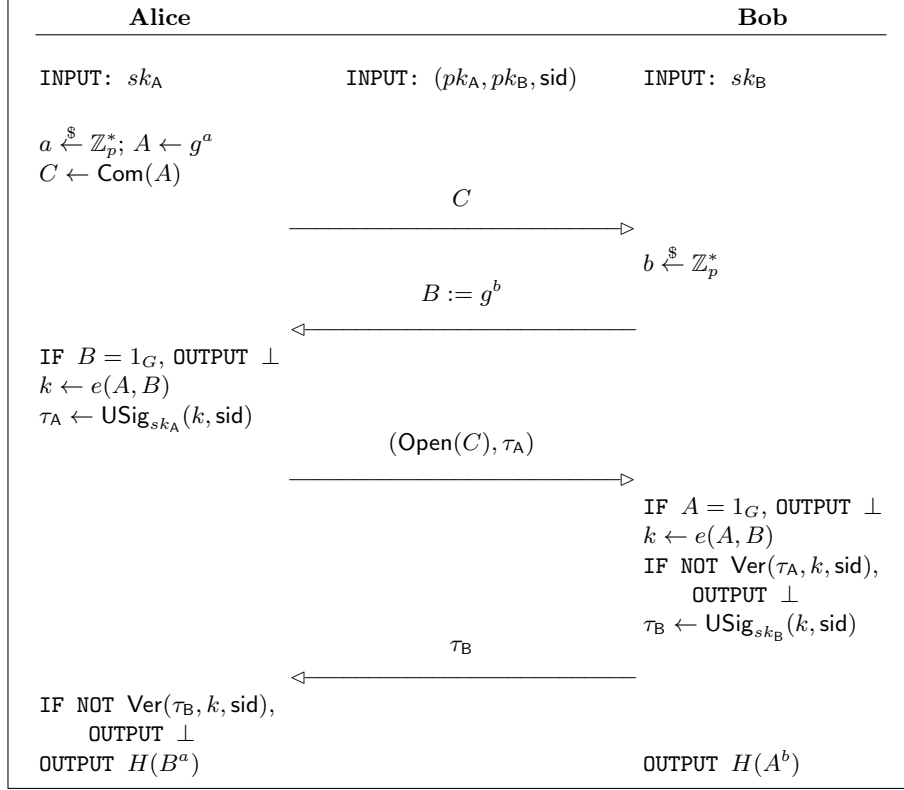 Alice Bob
INPUT: sk_A INPUT: (pk_A, pk_B, sid) INPUT: sk_B
a ←$ ℤ*_p; A ← g^a
C ← Com(A)
C
b ←$ ℤ*_p
B := g^b
IF B = 1_G, OUTPUT ⊥
k ← e(A, B)
τ_A ← USig_{sk_A}(k, sid)
(Open(C), τ_A)
IF A = 1_G, OUTPUT ⊥
k ← e(A, B)
IF NOT Ver(τ_A, k, sid),
OUTPUT ⊥
τ_B ← USig_{sk_B}(k, sid)
τ_B
IF NOT Ver(τ_B, k, sid),
OUTPUT ⊥
OUTPUT H(B^a) OUTPUT H(A^b)